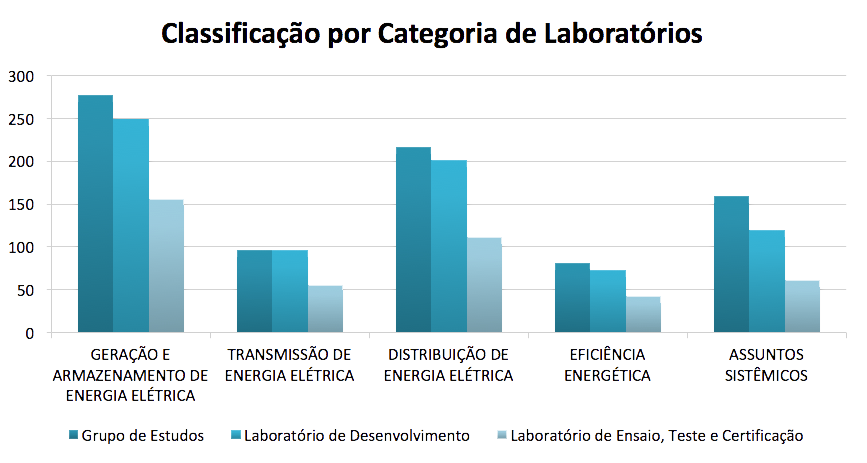 Classificação por Categoria de Laboratórios
300
250
200
150
100
50
0
GERAÇÃO E
ARMAZENAMENTO DE
ENERGIA ELÉTRICA
TRANSMISSÃO DE
ENERGIA ELÉTRICA
DISTRIBUIÇÃO DE
ENERGIA ELÉTRICA
EFICIÊNCIA
ENERGÉTICA
ASSUNTOS
SISTÊMICOS
Grupo de Estudos
Laboratório de Desenvolvimento
Laboratório de Ensaio, Teste e Certificação